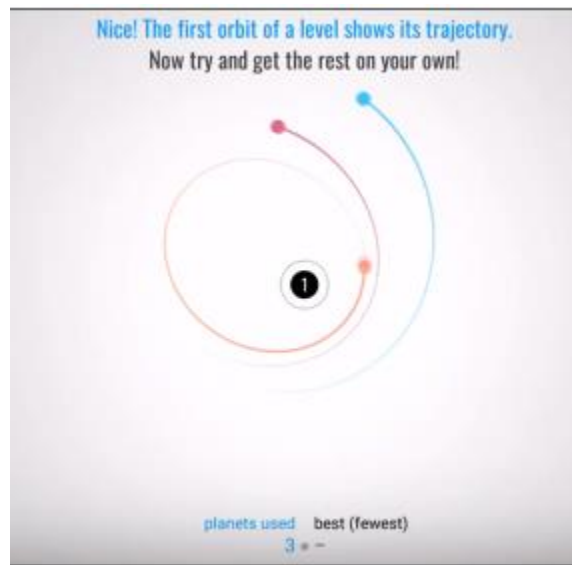 Nice! The first orbit of a level shows its trajectory.
Now try and get the rest on your own!
1
planets used best (fewest)
3 • –